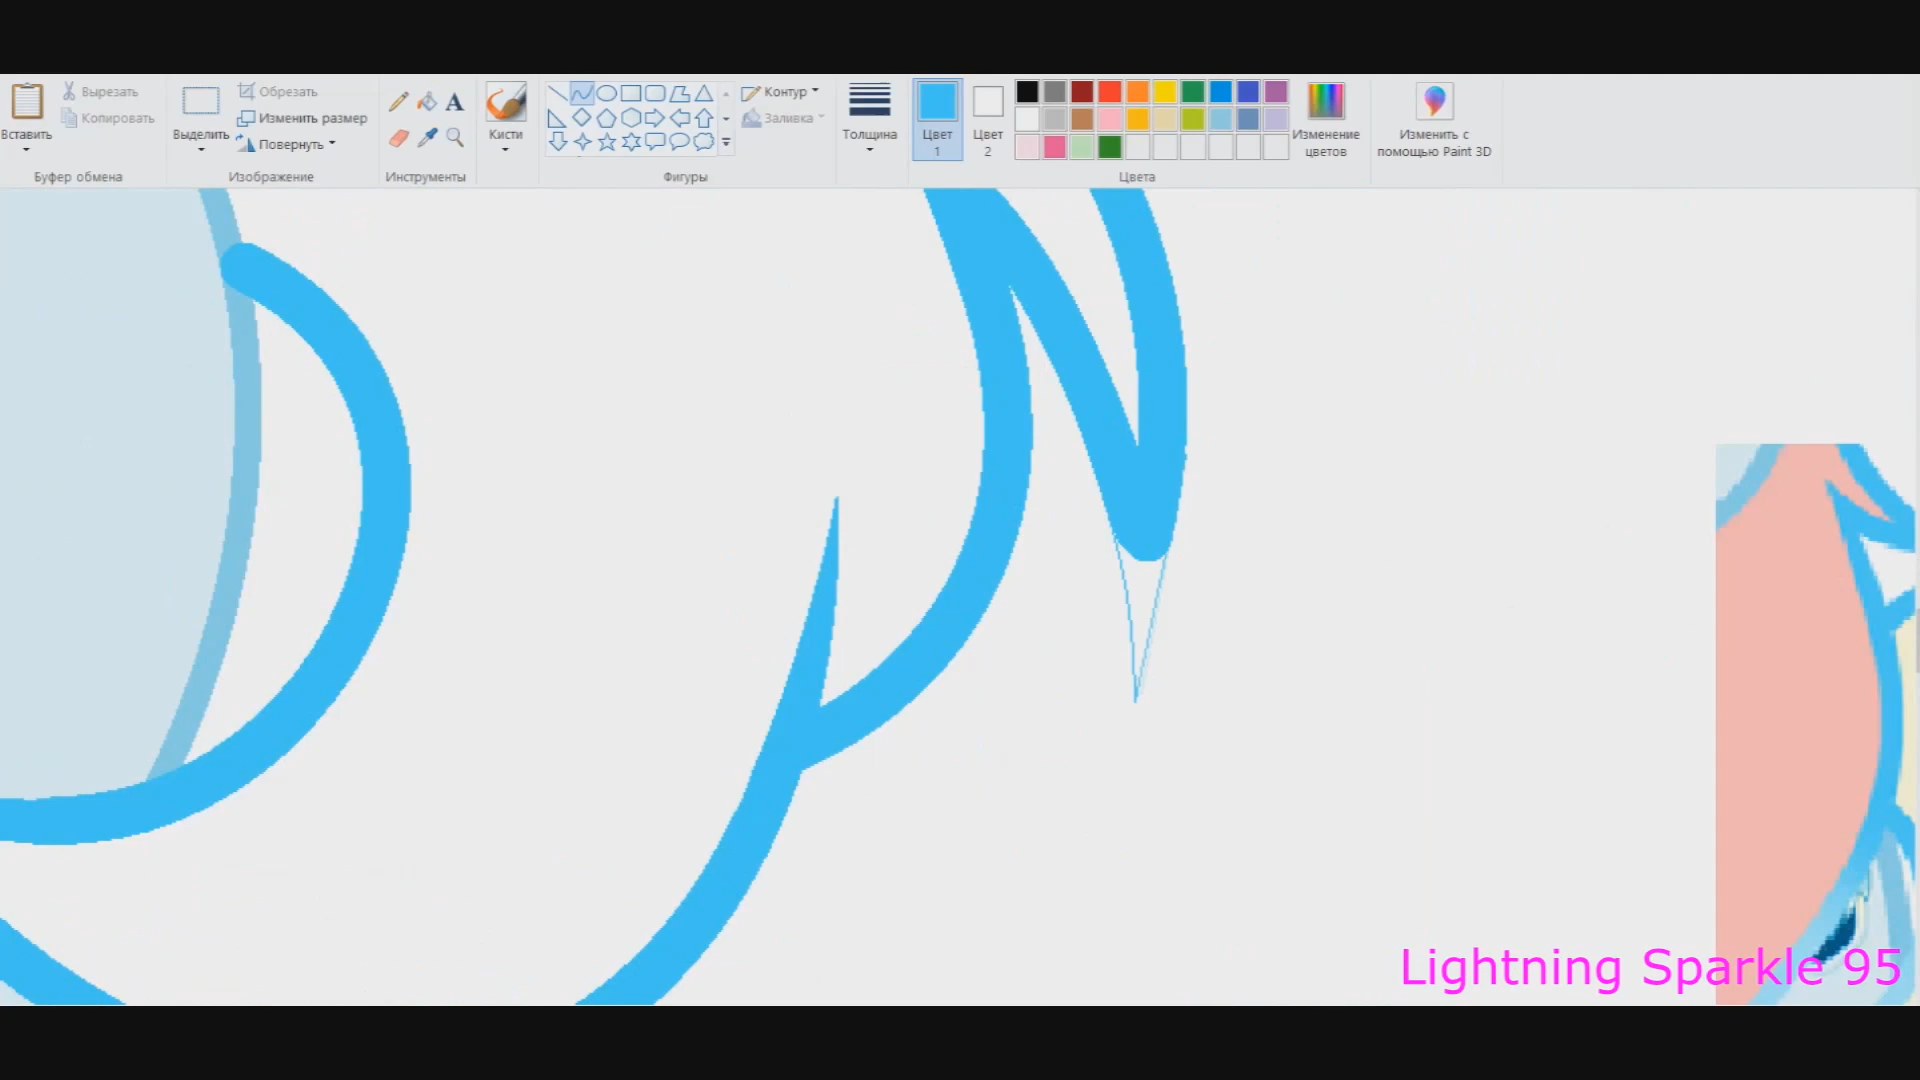 Вставить
Вырезать
Копировать
Буфер обмена
Выделить
Обрезать
Изменить размер
Повернуть
Изображение
A
Инструменты
Кисти
Контур
Заливка
Фигуры
Толщина
Цвет
1
Цвет
2
Изменение
цветов
Цвета
Изменить с
помощью Paint 3D
Lightning Sparkle 95